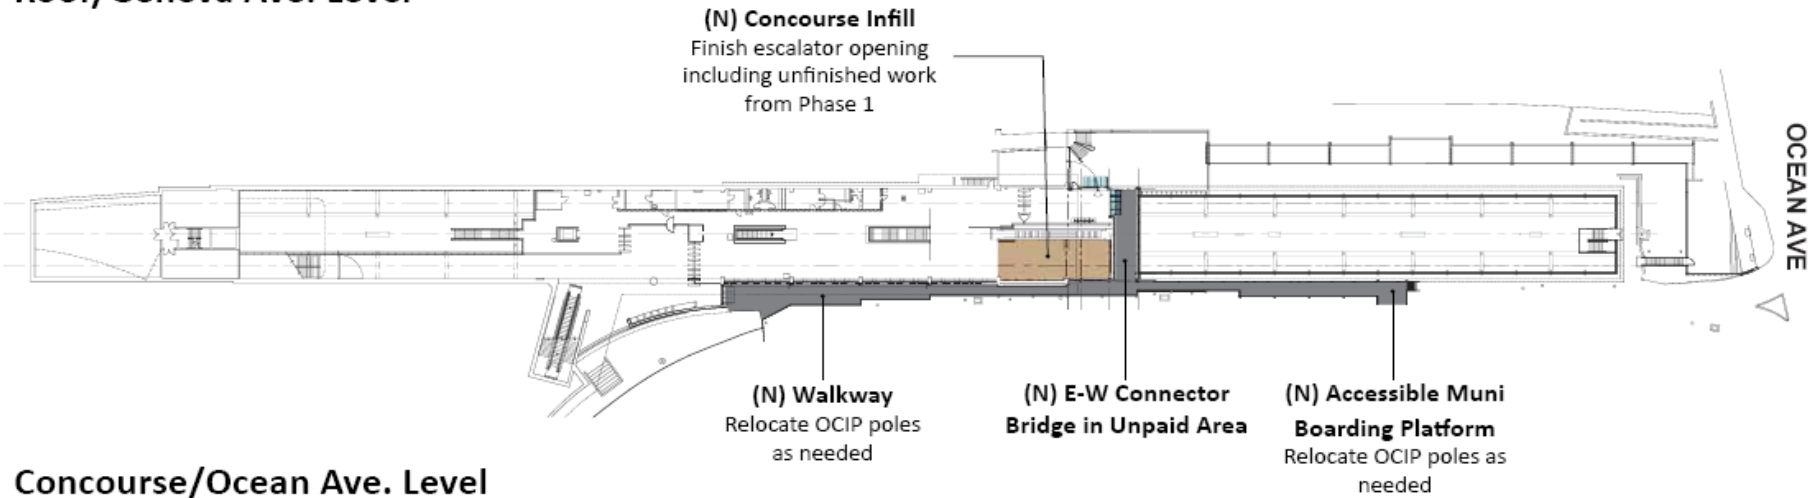 Roof/Geneva Ave. Level
(N) Concourse Infill
Finish escalator opening
including unfinished work
from Phase 1
OCEAN AVE
(N) Walkway
Relocate OCIP poles
as needed
(N) E-W Connector
Bridge in Unpaid Area
(N) Accessible Muni
Boarding Platform
Relocate OCIP poles as
needed
Concourse/Ocean Ave. Level